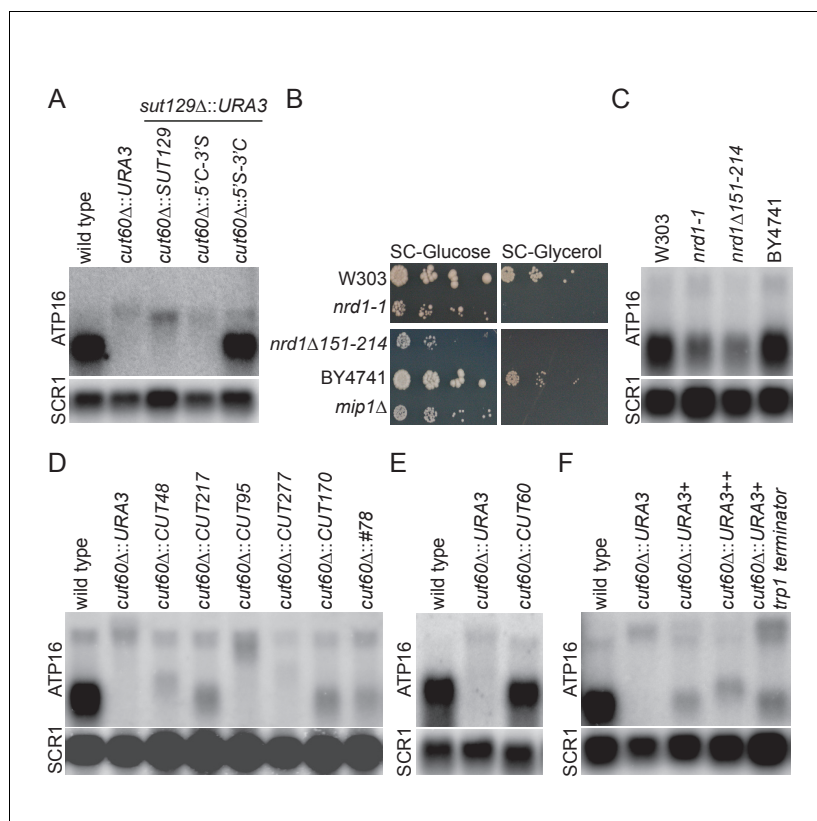 A
sut129Δ::URA3
wild type
cut60Δ::URA3
cut60Δ::SUT129
cut60Δ::5'C-3'S
cut60Δ::5'S-3'C
ATP16
SCR1
B
SC-Glucose SC-Glycerol
W303
nrd1-1
nrd1Δ151-214
BY4741
mip1Δ
C
W303
nrd1-1
nrd1Δ151-214
BY4741
ATP16
SCR1
D
wild type
cut60Δ::URA3
cut60Δ::CUT48
cut60Δ::CUT217
cut60Δ::CUT95
cut60Δ::CUT277
cut60Δ::CUT170
cut60Δ::#78
ATP16
SCR1
E
wild type
cut60Δ::URA3
cut60Δ::CUT60
ATP16
SCR1
F
wild type
cut60Δ::URA3
cut60Δ::URA3+
cut60Δ::URA3++
cut60Δ::URA3+
trp1 terminator
ATP16
SCR1